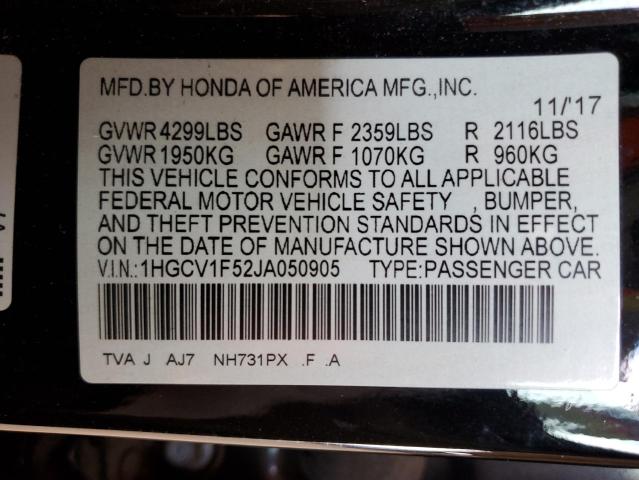 MFD.BY HONDA OF AMERICA MFG.,INC.
11/'17
GVWR 4299LBS GAWR F 2359LBS R 2116LBS
GVWR 1950KG GAWR F 1070KG R 960KG
THIS VEHICLE CONFORMS TO ALL APPLICABLE
FEDERAL MOTOR VEHICLE SAFETY , BUMPER,
AND THEFT PREVENTION STANDARDS IN EFFECT
ON THE DATE OF MANUFACTURE SHOWN ABOVE.
V.I.N.:1HGCV1F52JA050905 TYPE:PASSENGER CAR
TVA J AJ7 NH731PX .F .A